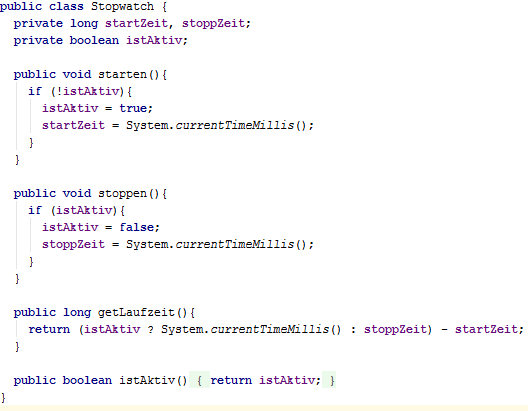 public class Stopwatch {
private long startZeit, stoppZeit;
private boolean istAktiv;
public void starten(){
if (!istAktiv){
istAktiv = true;
startZeit = System.currentTimeMillis();
}
}
public void stoppen(){
if (istAktiv){
istAktiv = false;
stoppZeit = System.currentTimeMillis();
}
}
public long getLaufzeit(){
return (istAktiv ? System.currentTimeMillis() : stoppZeit) - startZeit;
}
public boolean istAktiv() { return istAktiv; }
}